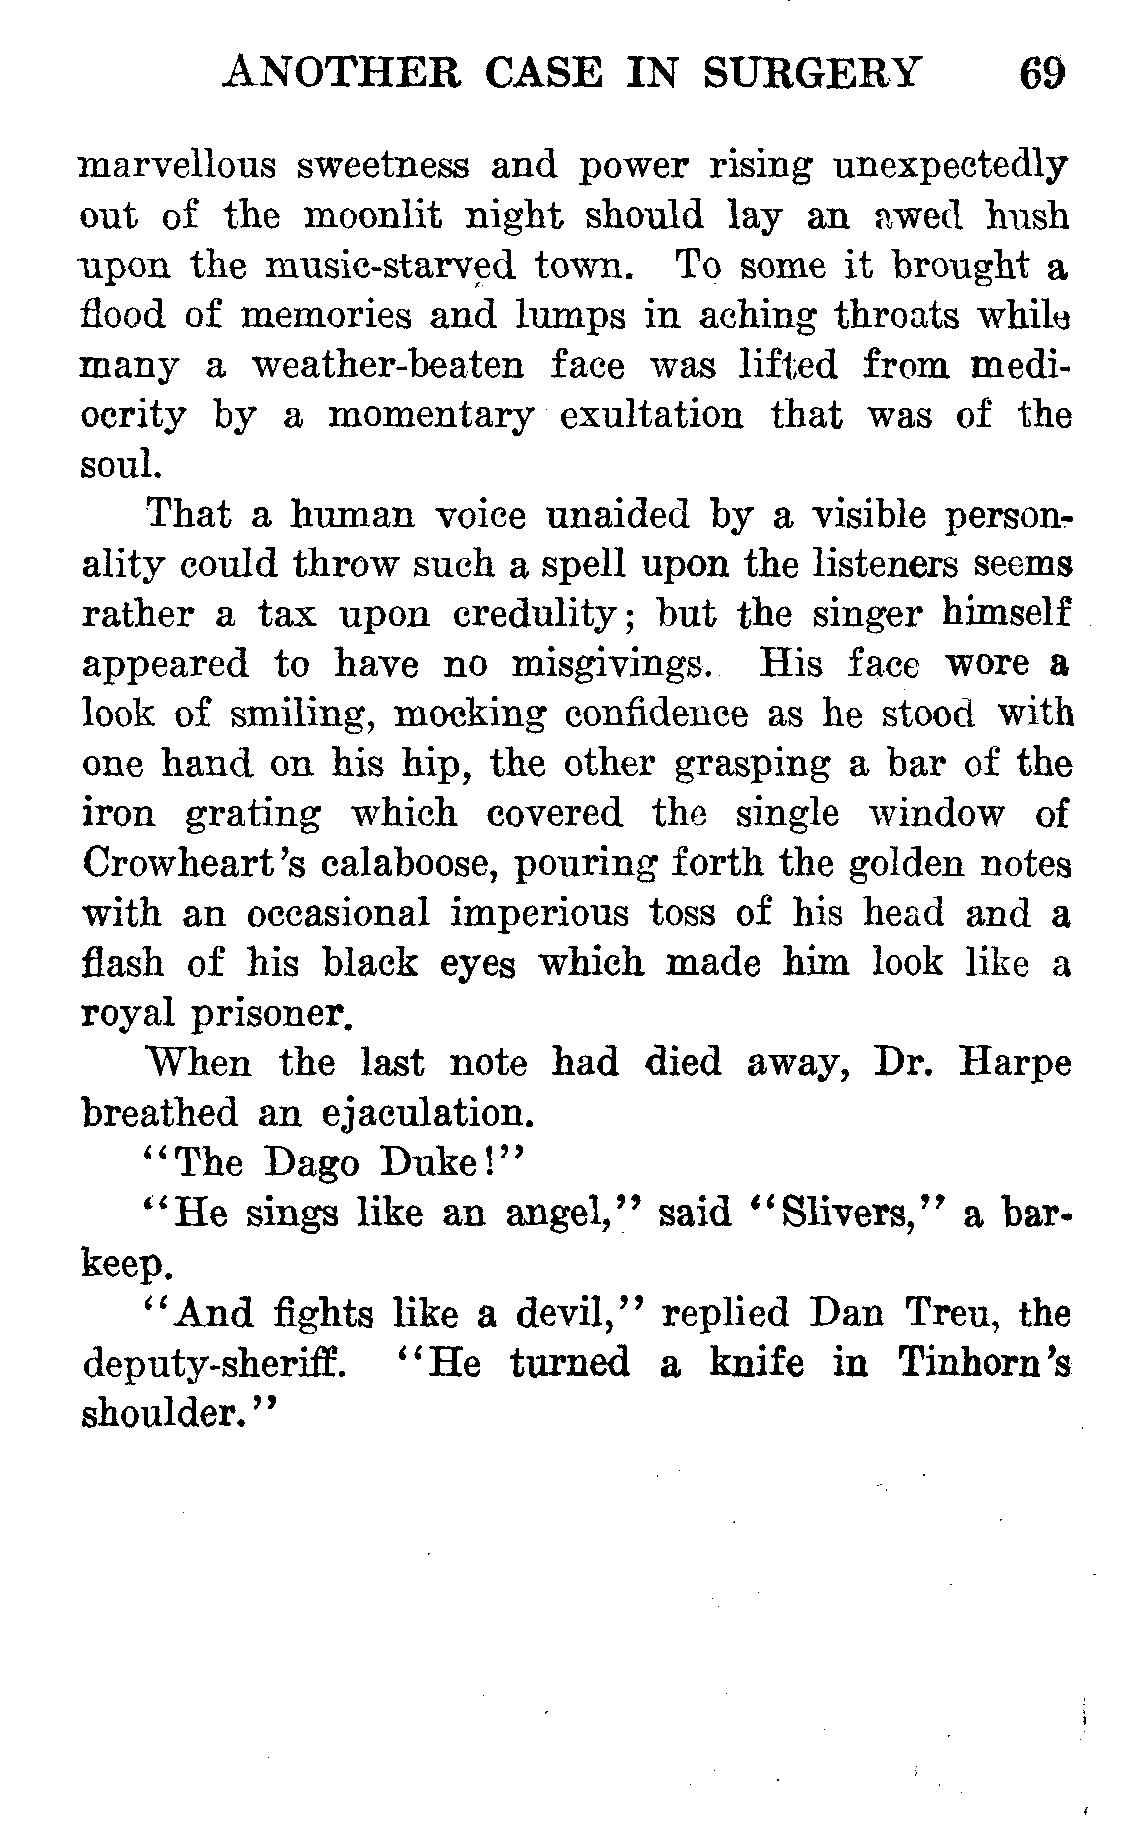 ANOTHER CASE IN SURGERY 69
marvellous sweetness and power rising unexpectedly
out of the moonlit night should lay an awed hush
upon the music-starved town. To some it brought a
flood of memories and lumps in aching throats while
many a weather-beaten face was lifted from medi-
ocrity by a momentary exultation that was of the
soul.
That a human voice unaided by a visible person-
ality could throw such a spell upon the listeners seems
rather a tax upon credulity; but the singer himself
appeared to have no misgivings. His face wore a
look of smiling, mocking confidence as he stood with
one hand on his hip, the other grasping a bar of the
iron grating which covered the single window of
Crowheart's calaboose, pouring forth the golden notes
with an occasional imperious toss of his head and a
flash of his black eyes which made him look like a
royal prisoner.
When the last note had died away, Dr. Harpe
breathed an ejaculation.
"The Dago Duke!"
"He sings like an angel," said "Slivers," a bar-
keep.
"And fights like a devil," replied Dan Treu, the
deputy-sheriff. "He turned a knife in Tinhorn's
shoulder."